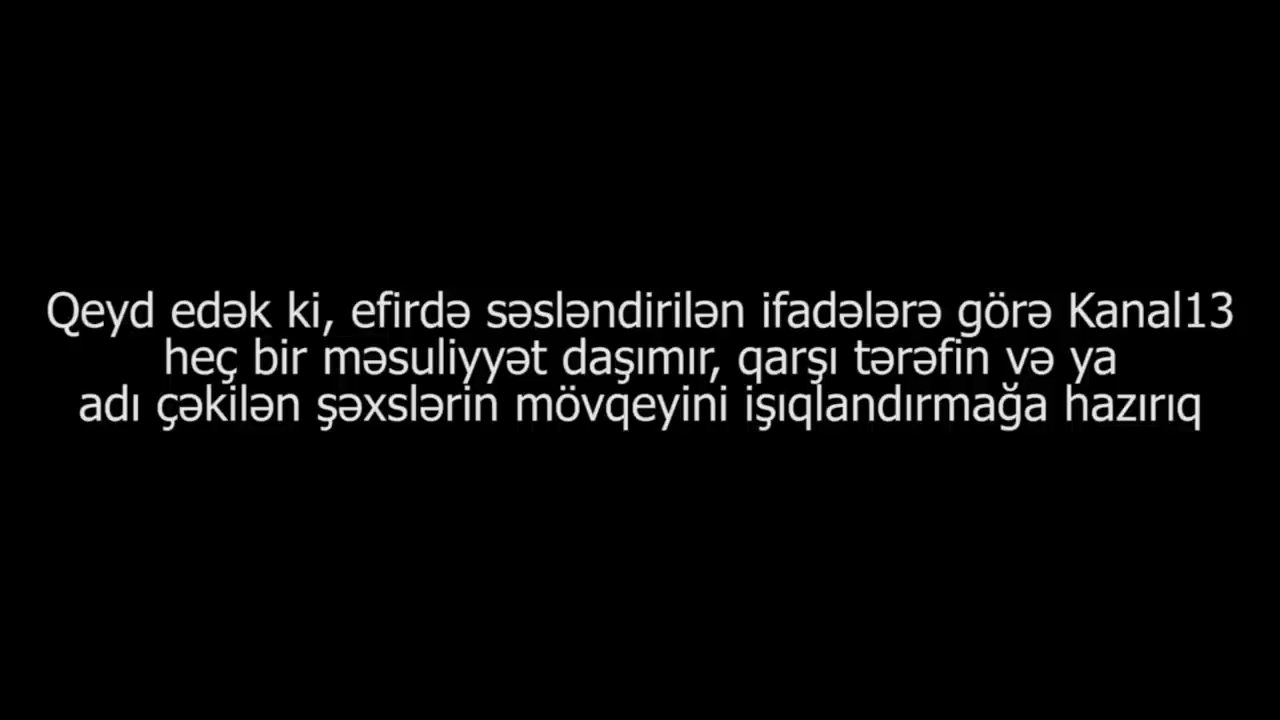 Qeyd edək ki, efirdə səsləndirilən ifadələrə görə Kanal13
heç bir məsuliyyət daşımır, qarşı tərəfin və ya
adı çəkilən şəxslərin mövqeyini işıqlandırmağa hazırıq